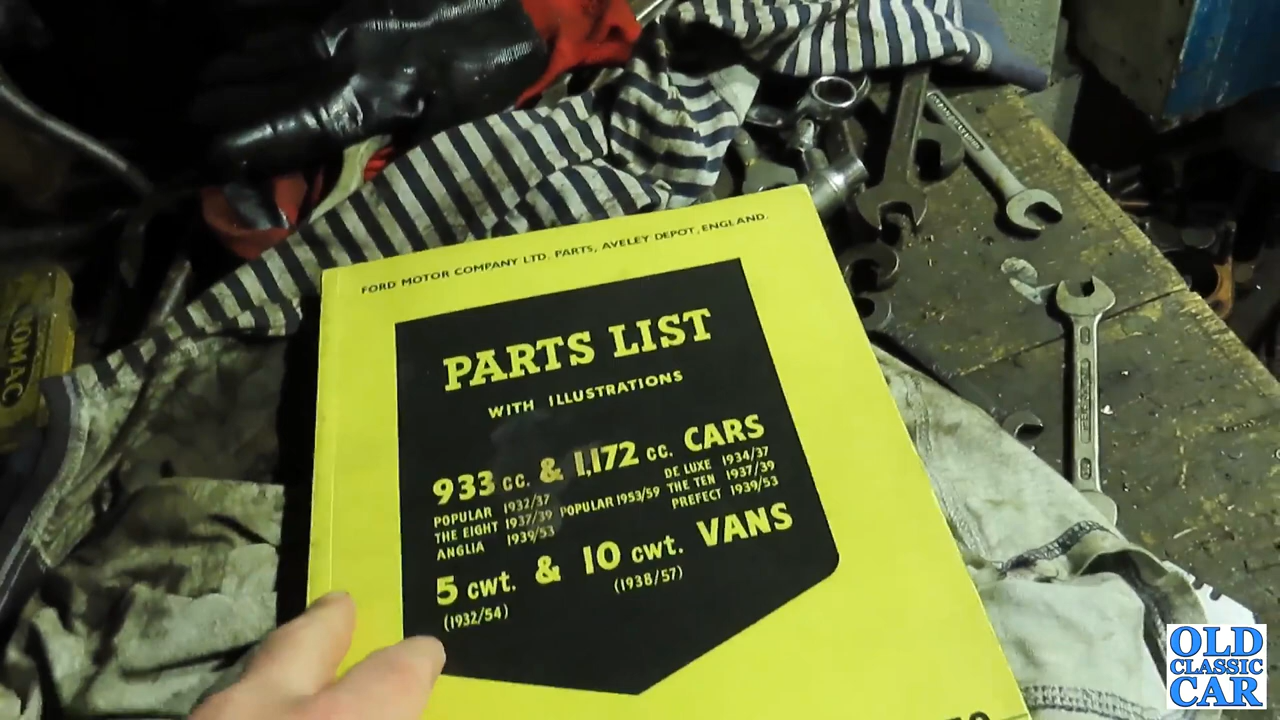 FORD MOTOR COMPANY LTD. PARTS, AVELEY DEPOT, ENGLAND.
PARTS LIST
WITH ILLUSTRATIONS
933 cc. & 1,172 cc. CARS
POPULAR 1932/37
THE EIGHT 1937/39
ANGLIA 1939/53
POPULAR 1953/59
DE LUXE 1934/37
THE TEN 1937/39
PREFECT 1939/53
5 cwt. & 10 cwt. VANS
(1932/54)
(1938/57)
OLD
CLASSIC
CAR